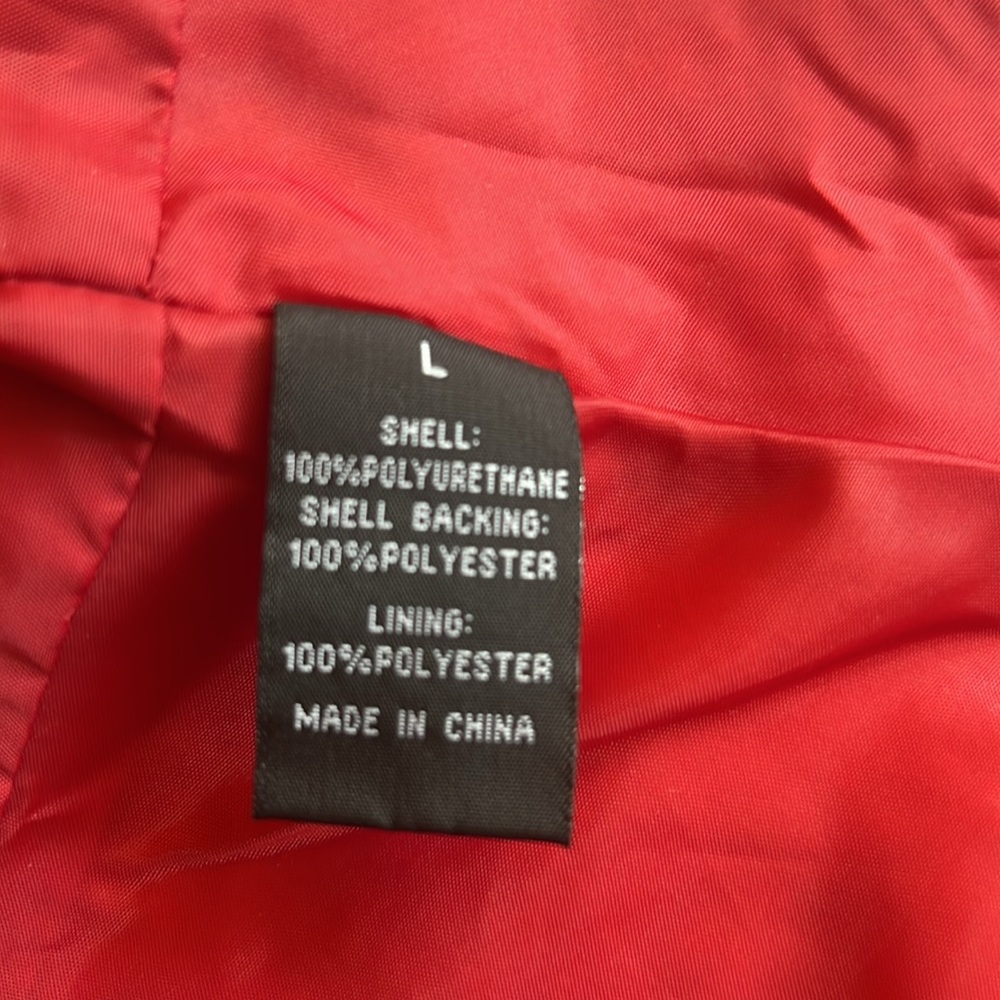 L
SHELL:
100%POLYURETHANE
SHELL BACKING:
100%POLYESTER
LINING:
100%POLYESTER
MADE IN CHINA